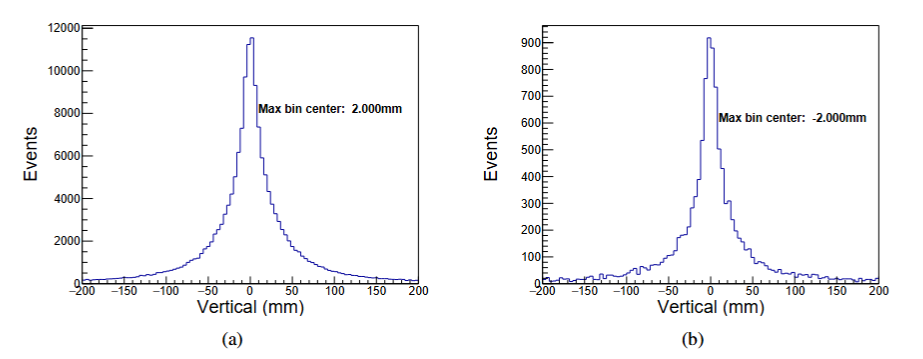 12000
10000
8000
6000
4000
2000
0
Events
Max bin center: 2.000mm
−200 −150 −100 −50 0 50 100 150 200
Vertical (mm)
(a)
900
800
700
600
500
400
300
200
100
0
Events
Max bin center: -2.000mm
−200 −150 −100 −50 0 50 100 150 200
Vertical (mm)
(b)